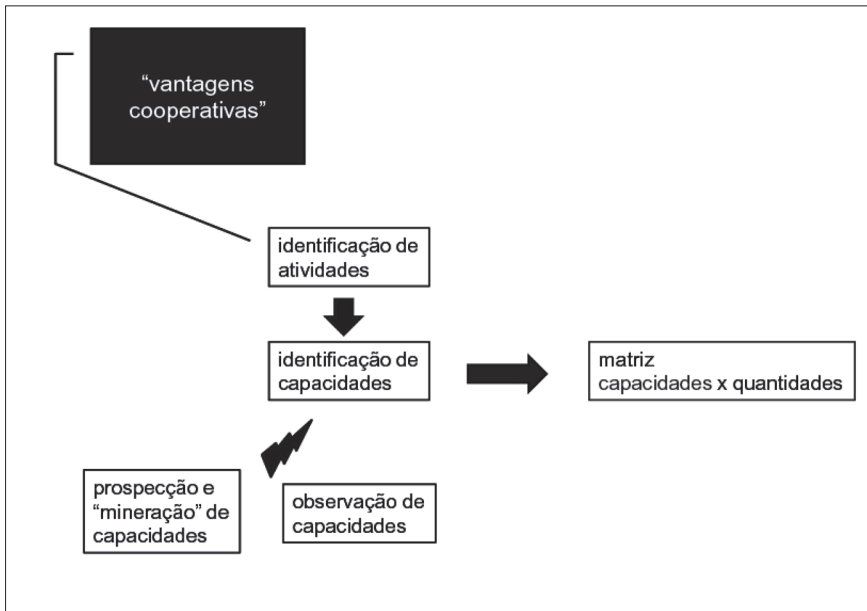 “vantagens
cooperativas”
identificação de
atividades
identificação de
capacidades
matriz
capacidades x quantidades
prospecção e
“mineração” de
capacidades
observação de
capacidades